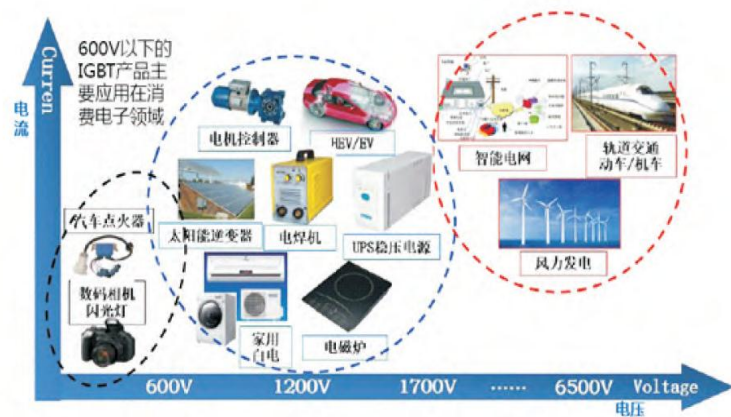 Curren
电流
600V以下的
IGBT产品主
要应用在消
费电子领域
电机控制器
HEV/EV
智能电网
轨道交通
动车/机车
汽车点火器
太阳能逆变器
电焊机
UPS稳压电源
风力发电
数码相机
闪光灯
家用
白电
电磁炉
600V
1200V
1700V
……
6500V
Voltage
电压